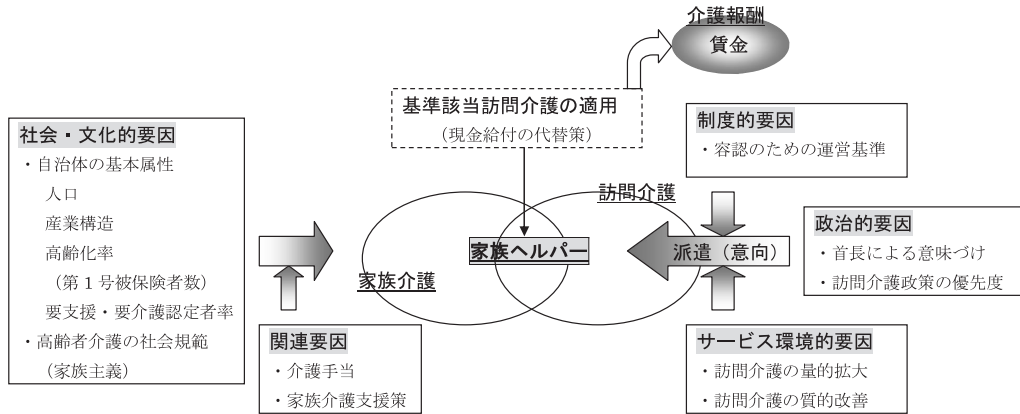 介護報酬
賃金
基準該当訪問介護の適用
（現金給付の代替策）
社会・文化的要因
・自治体の基本属性
人口
産業構造
高齢化率
（第１号被保険者数）
要支援・要介護認定者率
・高齢者介護の社会規範
（家族主義）
関連要因
・介護手当
・家族介護支援策
家族介護
家族ヘルパー
訪問介護
派遣（意向）
制度的要因
・容認のための運営基準
政治的要因
・首長による意味づけ
・訪問介護政策の優先度
サービス環境的要因
・訪問介護の量的拡大
・訪問介護の質的改善